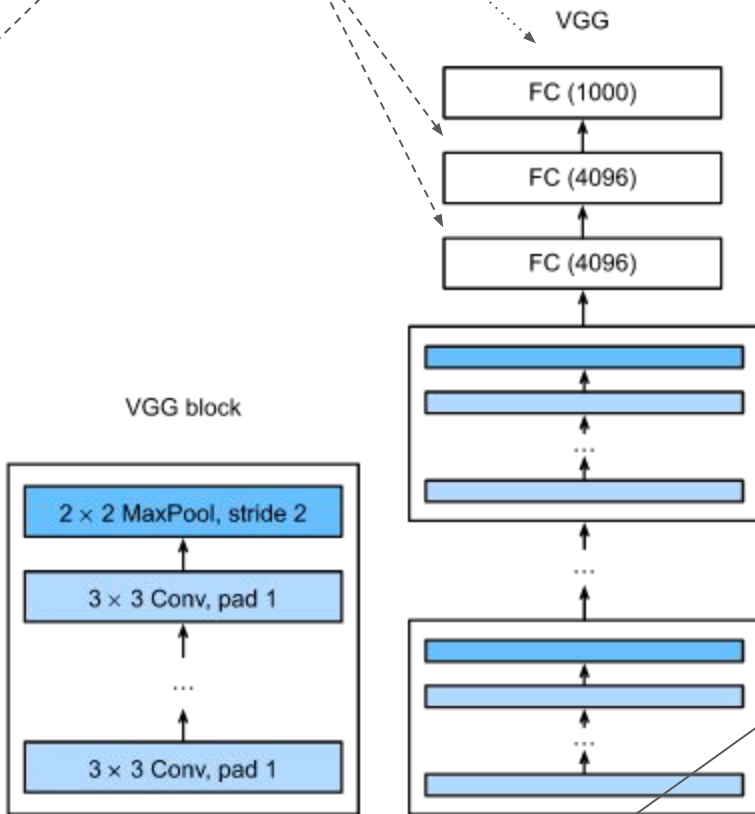 VGG
FC (1000)
FC (4096)
FC (4096)
...
...
...
VGG block
2 × 2 MaxPool, stride 2
3 × 3 Conv, pad 1
...
3 × 3 Conv, pad 1